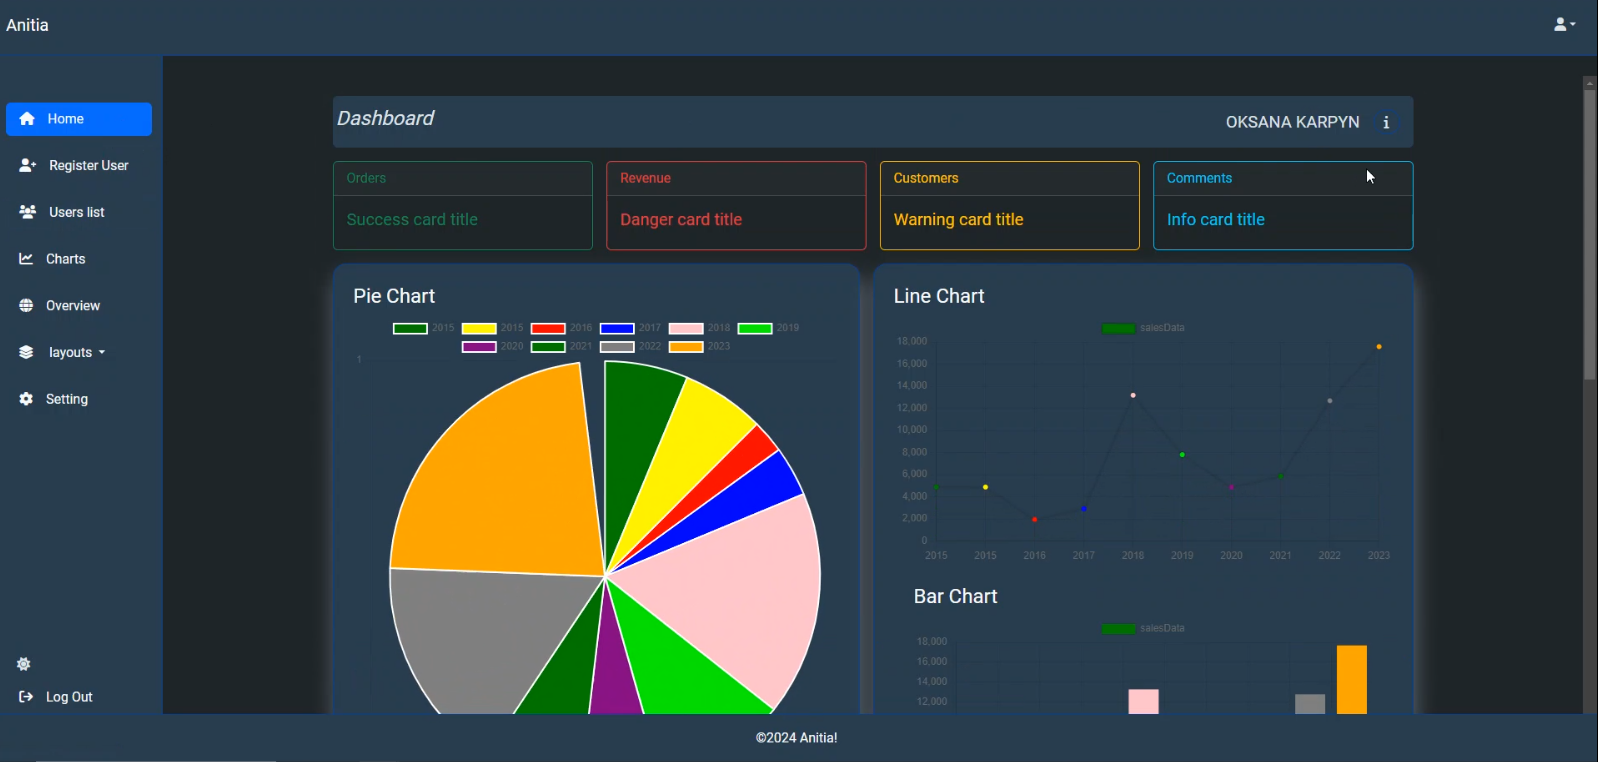 Anitia
Home
Register User
Users list
Charts
Overview
layouts
Setting
Log Out
Dashboard
OKSANA KARPYN
Orders
Success card title
Revenue
Danger card title
Customers
Warning card title
Comments
Info card title
Pie Chart
2015 2015 2016 2017 2018 2019
2020 2021 2022 2023
1
Line Chart
salesData
18,000
16,000
14,000
12,000
10,000
8,000
6,000
4,000
2,000
0
2015 2015 2016 2017 2018 2019 2020 2021 2022 2023
Bar Chart
salesData
18,000
16,000
14,000
12,000
©2024 Anitia!